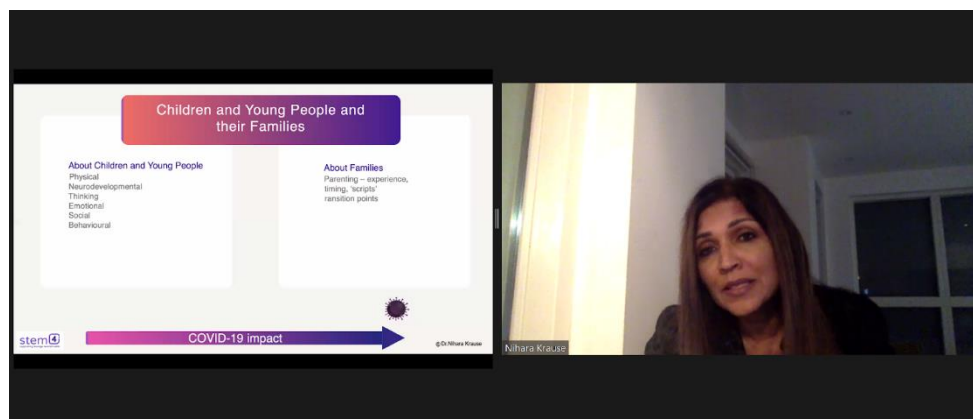 Children and Young People and
their Families
About Children and Young People
Physical
Neurodevelopmental
Thinking
Emotional
Social
Behavioural
About Families
Parenting – experience,
timing, 'scripts'
ransition points
stem4
COVID-19 impact
© Dr.Nihara Krause
Nihara Krause